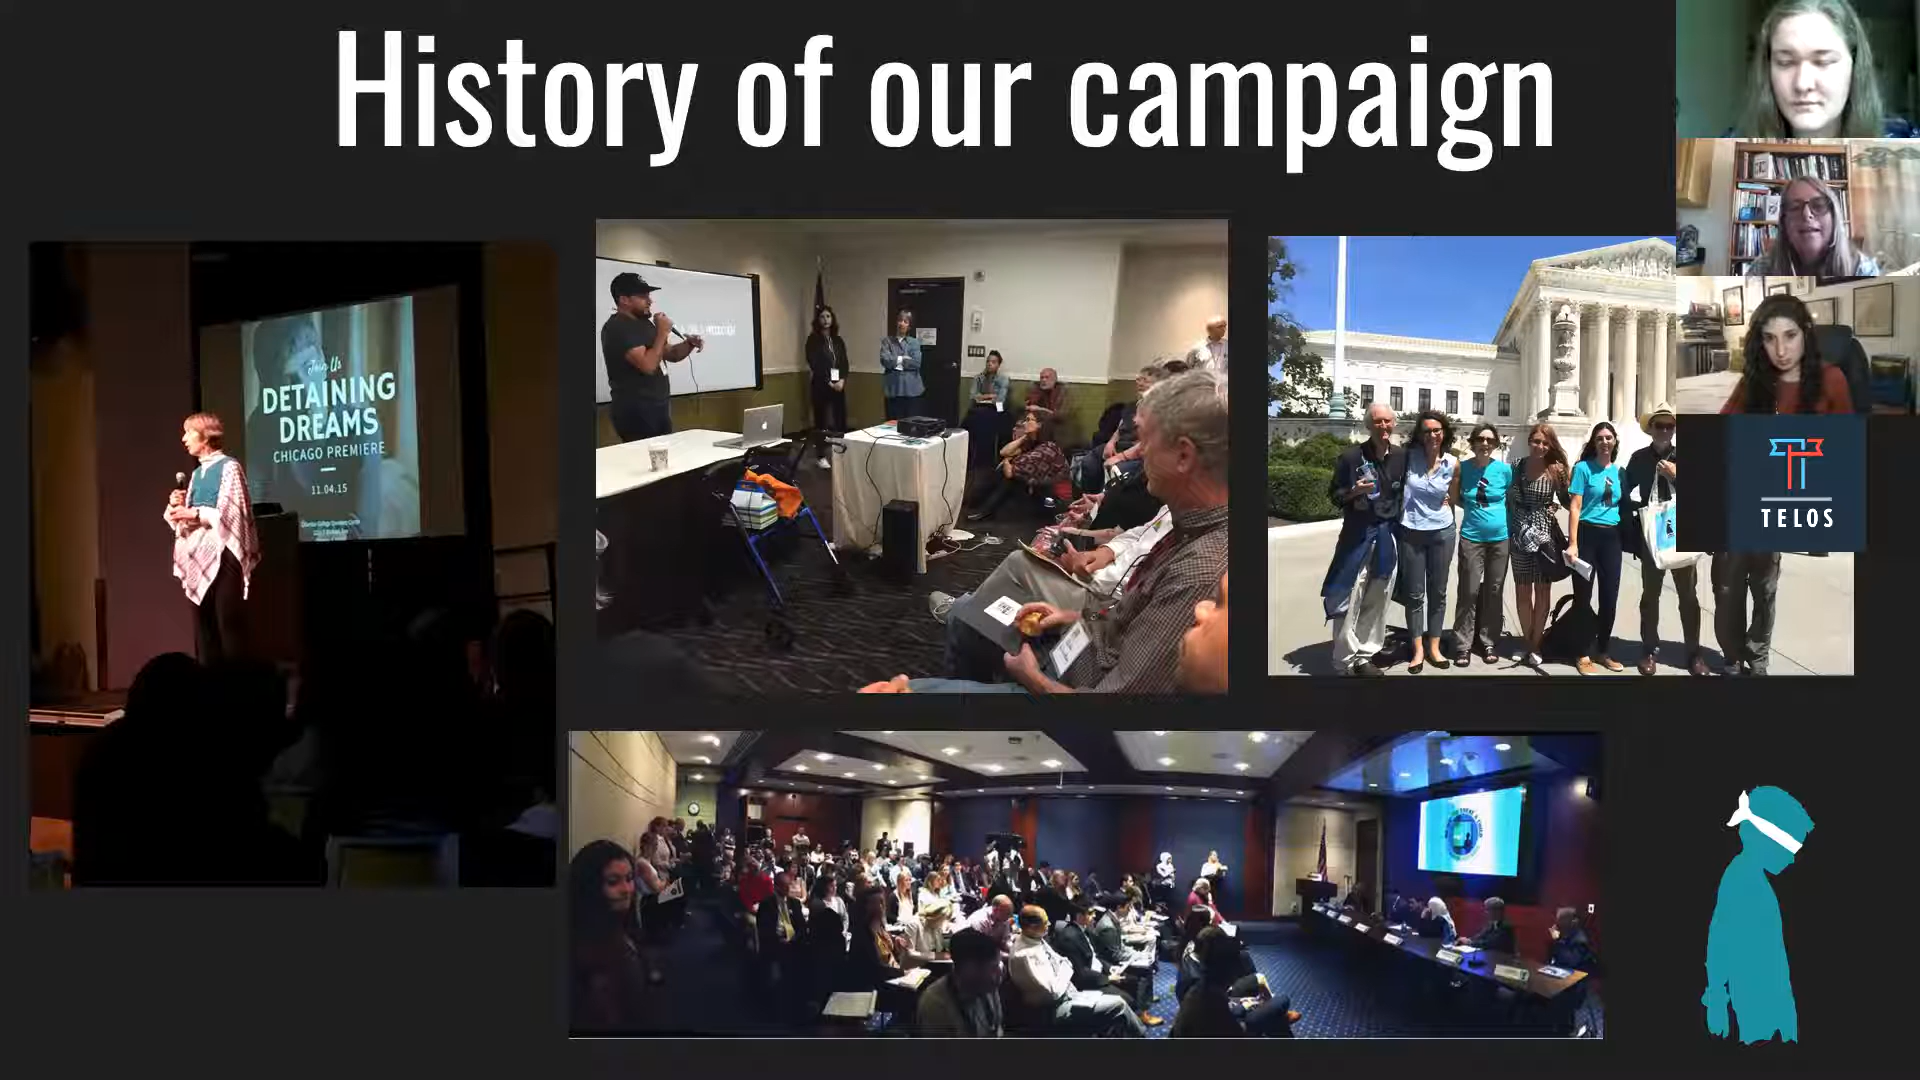 History of our campaign
Join Us
DETAINING
DREAMS
CHICAGO PREMIERE
11.04.15
TELOS